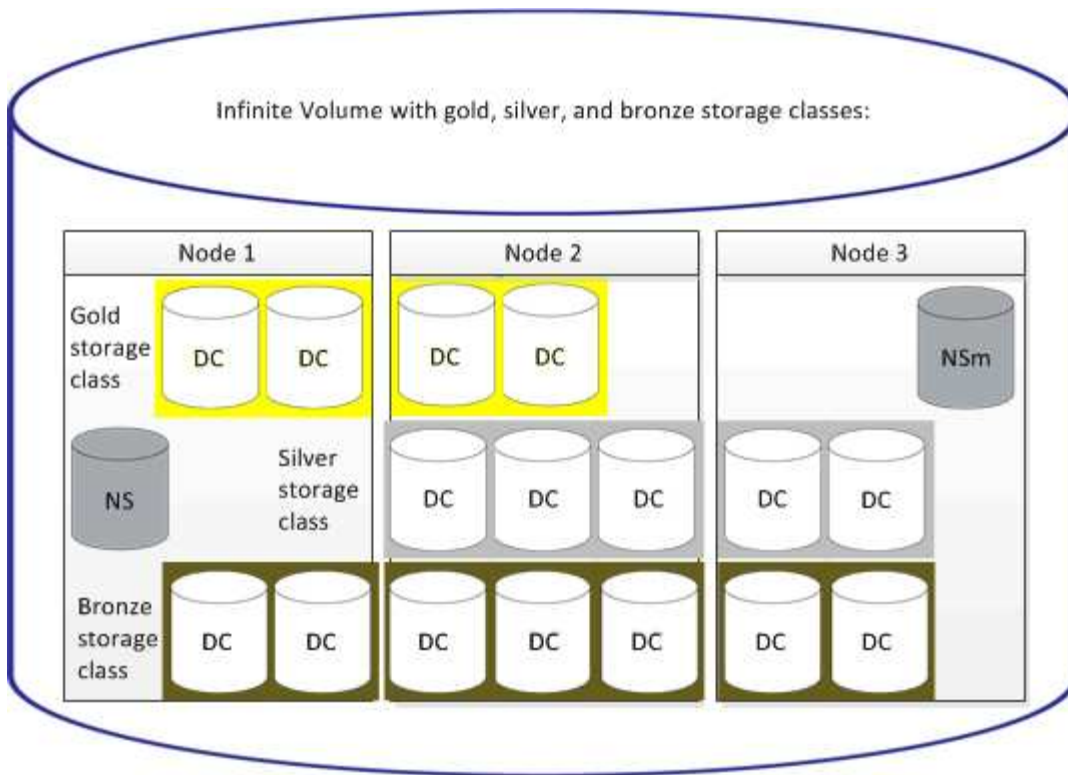 Infinite Volume with gold, silver, and bronze storage classes:
Node 1
Node 2
Node 3
Gold
storage
class
DC
DC
DC
DC
NSm
NS
Silver
storage
class
DC
DC
DC
DC
DC
Bronze
storage
class
DC
DC
DC
DC
DC
DC
DC